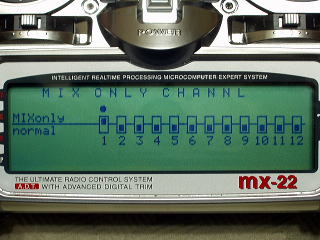 POWER
INTELLIGENT REALTIME PROCESSING MICROCOMPUTER EXPERT SYSTEM
MIX ONLY CHANNL
MIXonly
normal
1 2 3 4 5 6 7 8 9 10 11 12
THE ULTIMATE RADIO CONTROL SYSTEM
A.D.T. WITH ADVANCED DIGITAL TRIM
mx-22